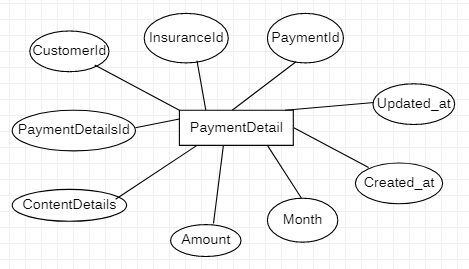 InsuranceId
PaymentId
CustomerId
Updated_at
PaymentDetailsId
PaymentDetail
Created_at
ContentDetails
Month
Amount